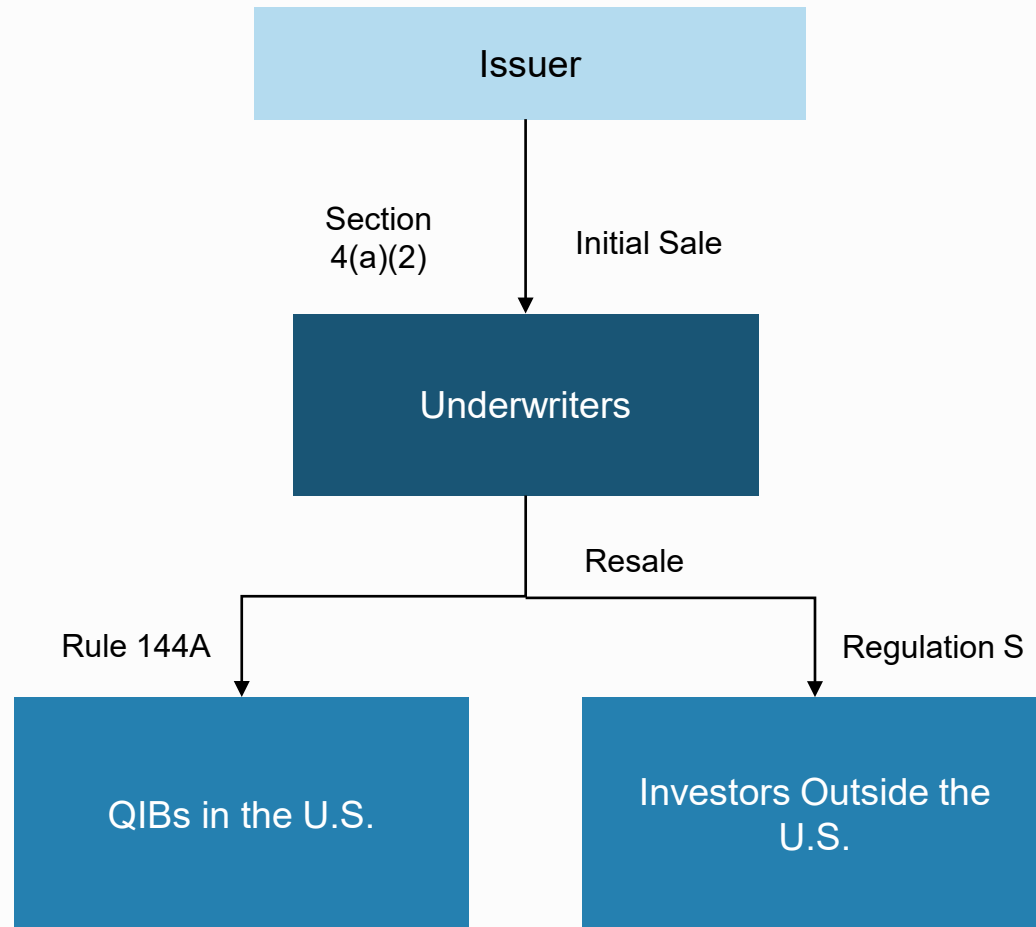 Issuer
Section
4(a)(2)
Initial Sale
Underwriters
Resale
Rule 144A
Regulation S
QIBs in the U.S.
Investors Outside the
U.S.